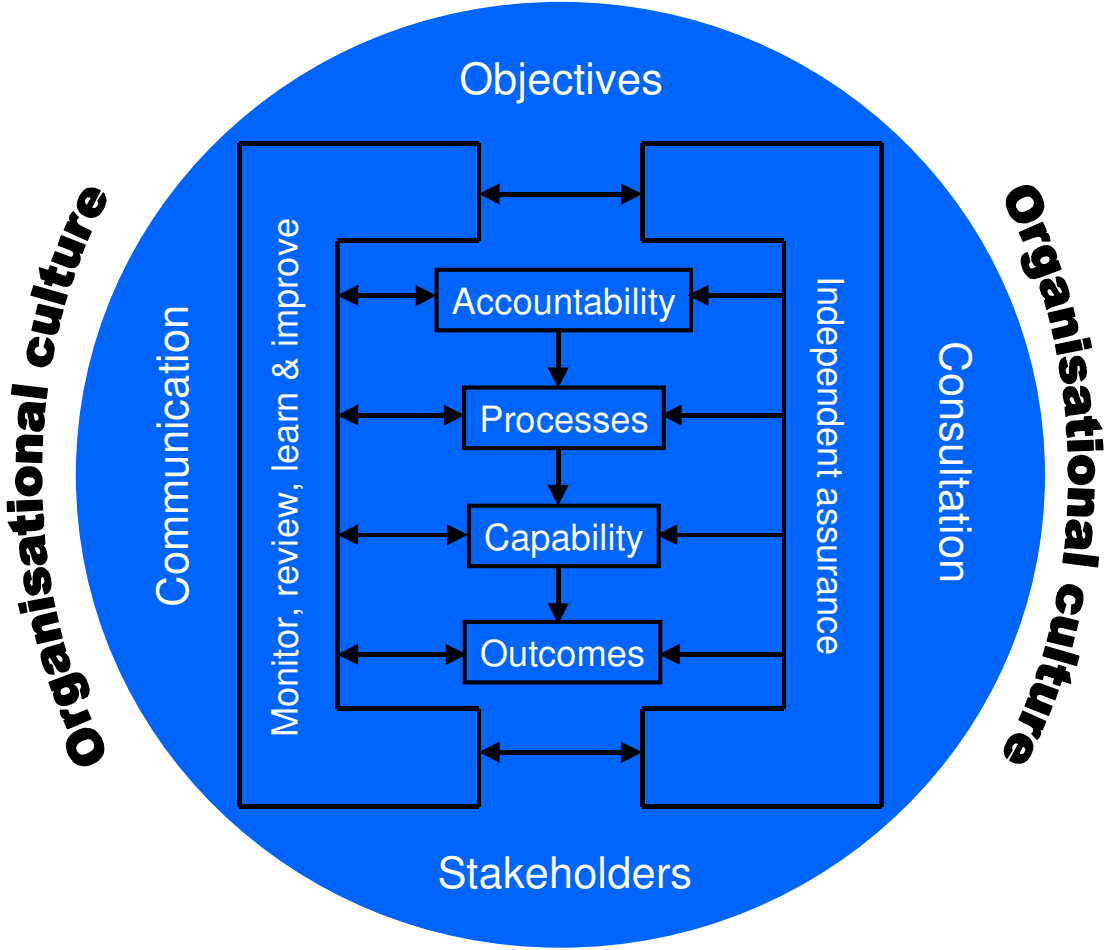 Objectives
Organisational culture
Communication
Monitor, review, learn & improve
Accountability
Processes
Capability
Outcomes
Independent assurance
Consultation
Organisational culture
Stakeholders